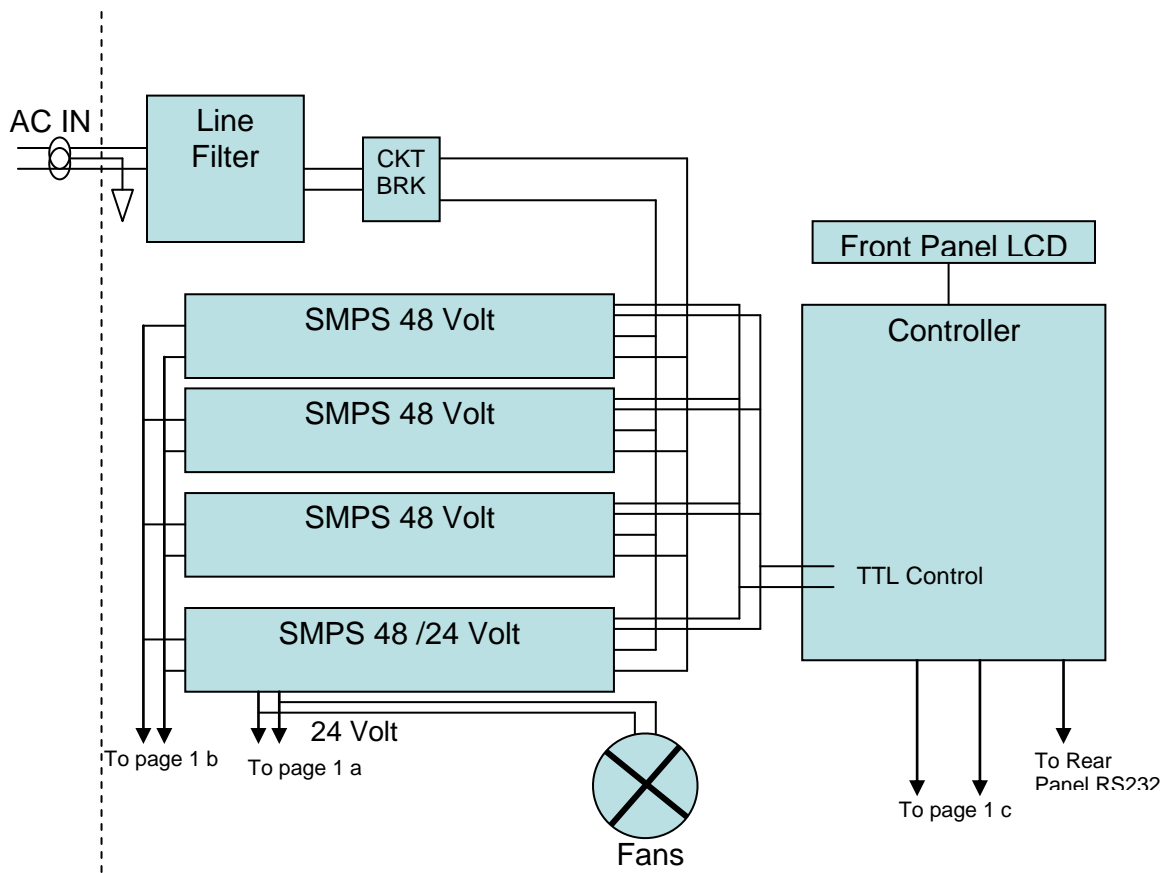 AC IN
Line
Filter
CKT
BRK
Front Panel LCD
SMPS 48 Volt
Controller
SMPS 48 Volt
SMPS 48 Volt
TTL Control
SMPS 48 /24 Volt
24 Volt
To page 1 b
To page 1 a
To Rear
Panel RS232
To page 1 c
Fans